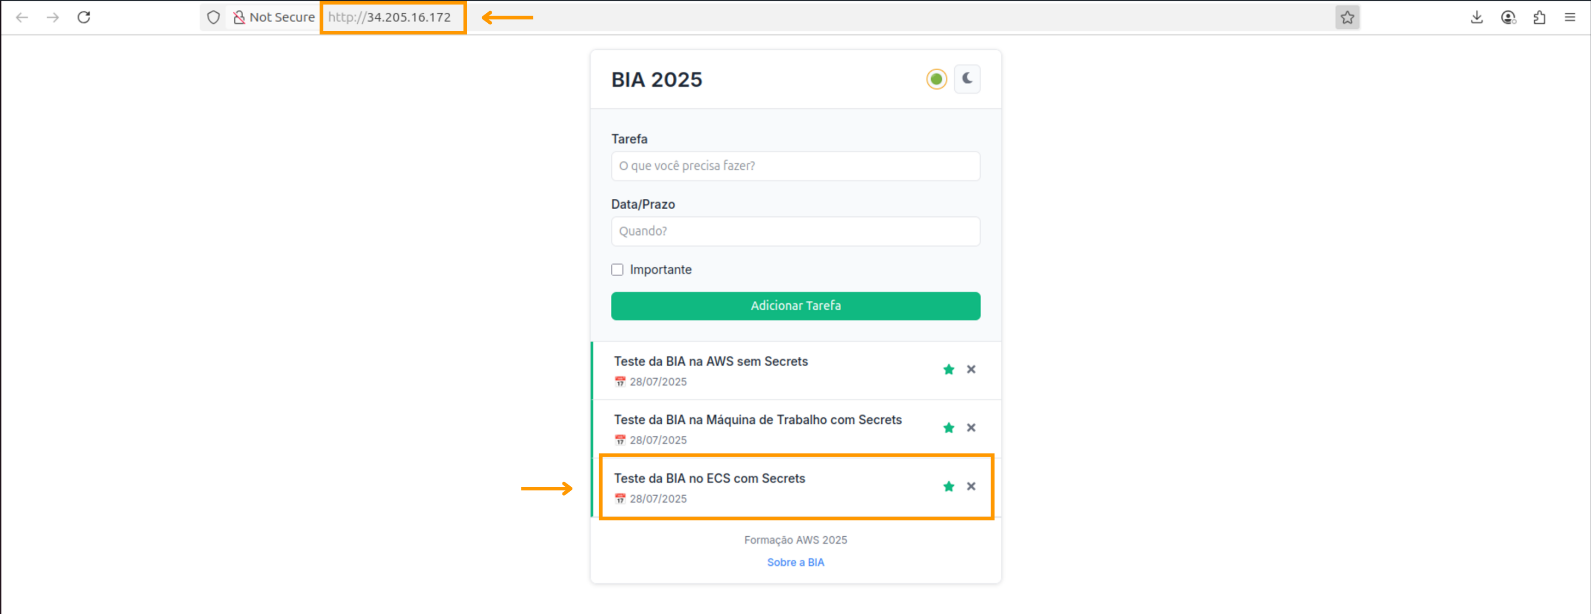 Not Secure http://34.205.16.172
BIA 2025
Tarefa
O que você precisa fazer?
Data/Prazo
Quando?
Importante
Adicionar Tarefa
Teste da BIA na AWS sem Secrets
28/07/2025
Teste da BIA na Máquina de Trabalho com Secrets
28/07/2025
Teste da BIA no ECS com Secrets
28/07/2025
Formação AWS 2025
Sobre a BIA